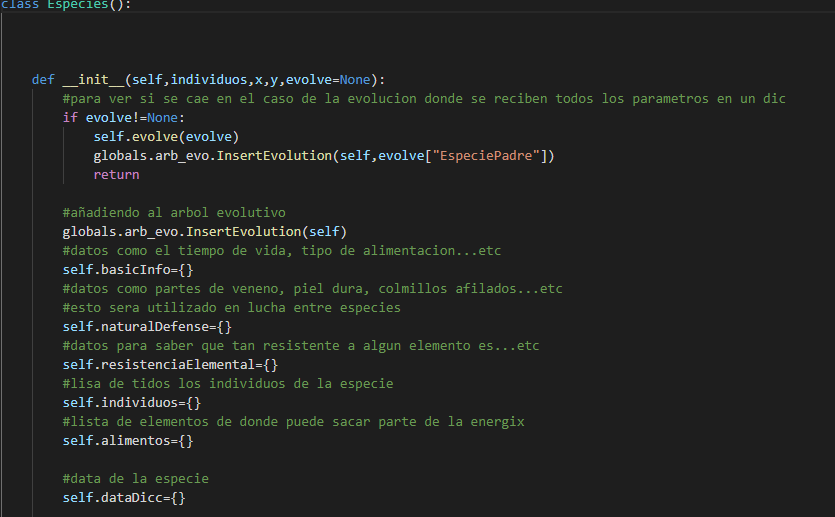 class Especies():
def __init__(self,individuos,x,y,evolve=None):
#para ver si se cae en el caso de la evolucion donde se reciben todos los parametros en un dic
if evolve!=None:
self.evolve(evolve)
globals.arb_evo.InsertEvolution(self,evolve["EspeciePadre"])
return
#añadiendo al arbol evolutivo
globals.arb_evo.InsertEvolution(self)
#datos como el tiempo de vida, tipo de alimentacion...etc
self.basicInfo={}
#datos como partes de veneno, piel dura, colmillos afilados...etc
#esto sera utilizado en lucha entre especies
self.naturalDefense={}
#datos para saber que tan resistente a algun elemento es...etc
self.resistenciaElemental={}
#lisa de tidos los individuos de la especie
self.individuos={}
#lista de elementos de donde puede sacar parte de la energix
self.alimentos={}
#data de la especie
self.dataDicc={}